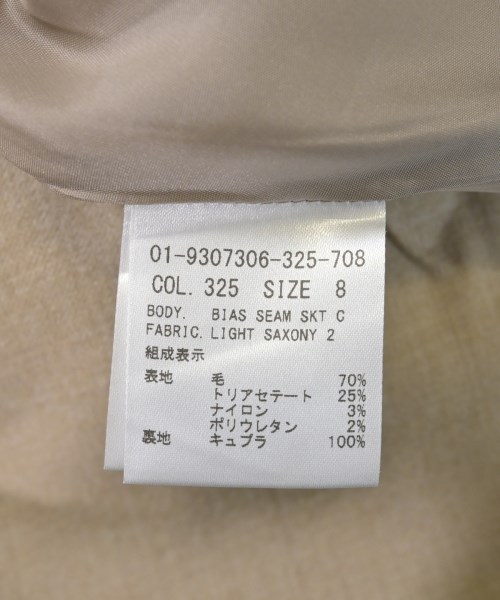 01-9307306-325-708
COL. 325 SIZE 8
BODY. BIAS SEAM SKT C
FABRIC. LIGHT SAXONY 2
組成表示
表地 毛 70%
トリアセテート 25%
ナイロン 3%
ポリウレタン 2%
裏地 キュプラ 100%